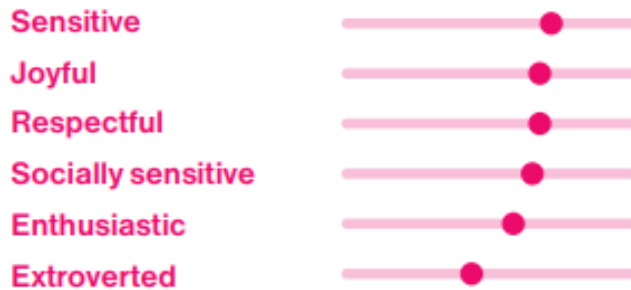 Sensitive
Joyful
Respectful
Socially sensitive
Enthusiastic
Extroverted